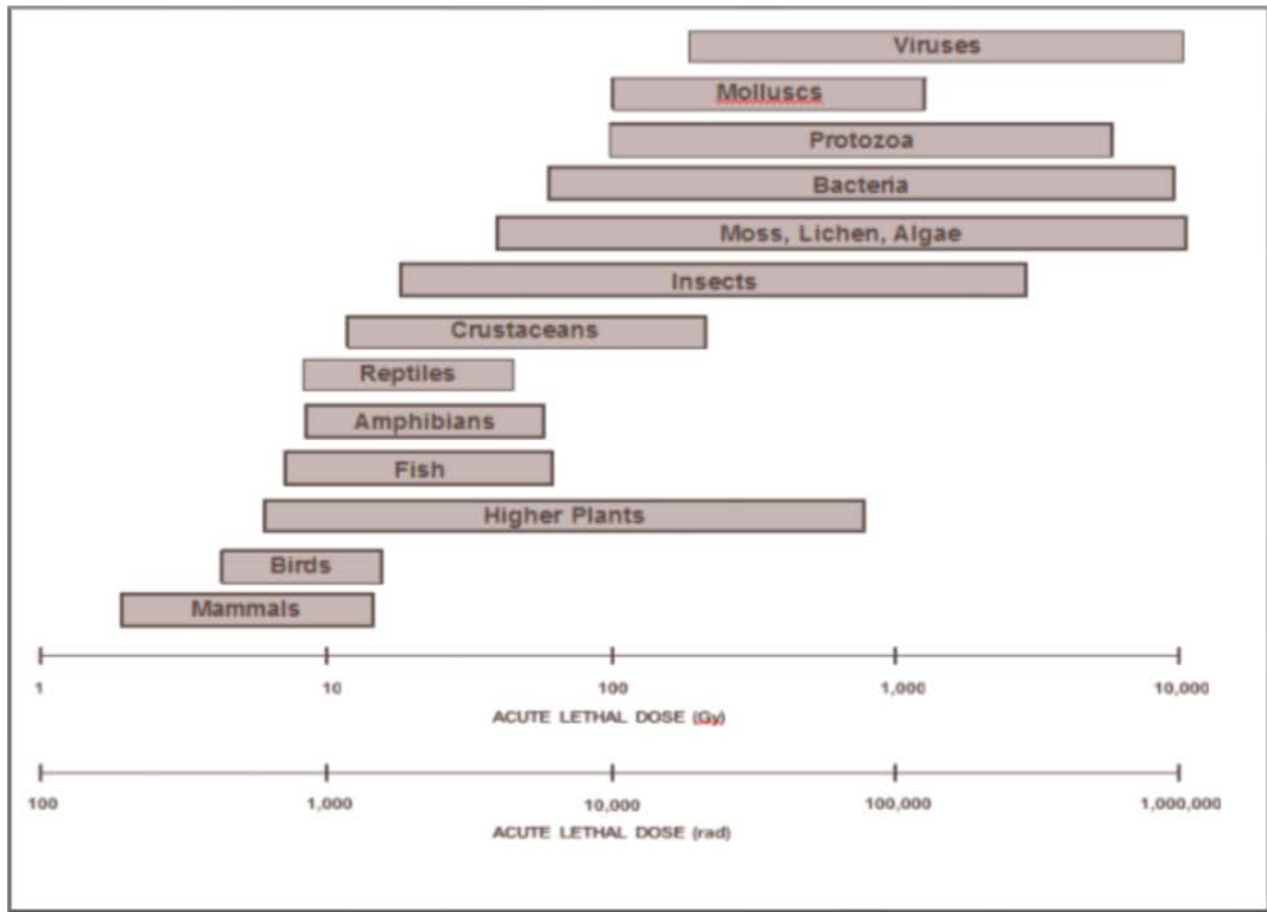 Viruses
Molluscs
Protozoa
Bacteria
Moss, Lichen, Algae
Insects
Crustaceans
Reptiles
Amphibians
Fish
Higher Plants
Birds
Mammals
1 10 100 1,000 10,000
ACUTE LETHAL DOSE (Gy)
100 1,000 10,000 100,000 1,000,000
ACUTE LETHAL DOSE (rad)